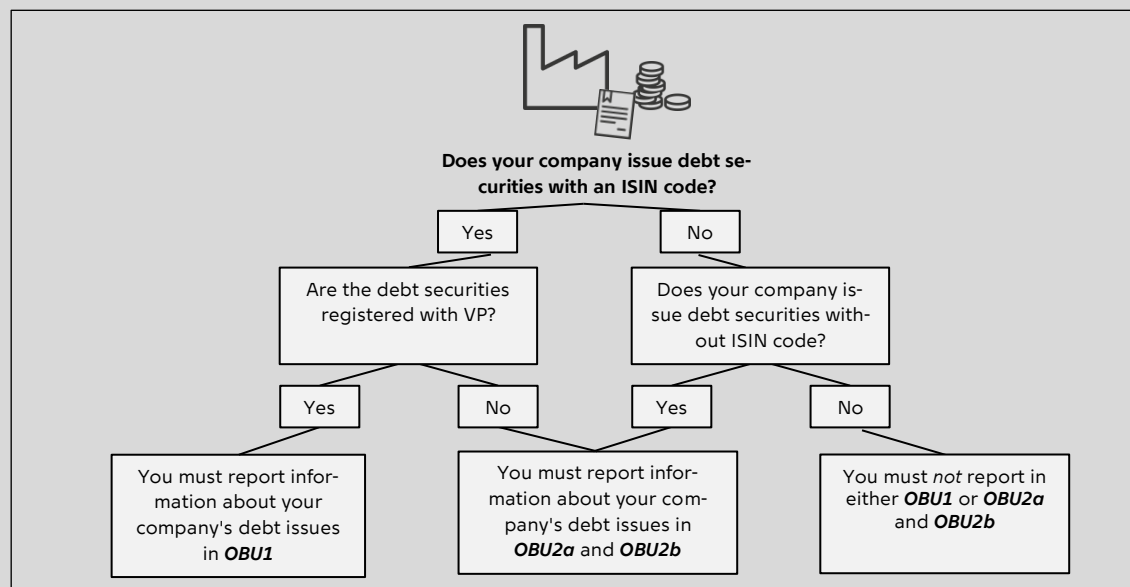 Does your company issue debt se-
curities with an ISIN code?
Yes
No
Are the debt securities
registered with VP?
Does your company is-
sue debt securities with-
out ISIN code?
Yes
No
Yes
No
You must report infor-
mation about your
company's debt issues
in OBU1
You must report infor-
mation about your com-
pany's debt issues in
OBU2a and OBU2b
You must not report in
either OBU1 or OBU2a
and OBU2b